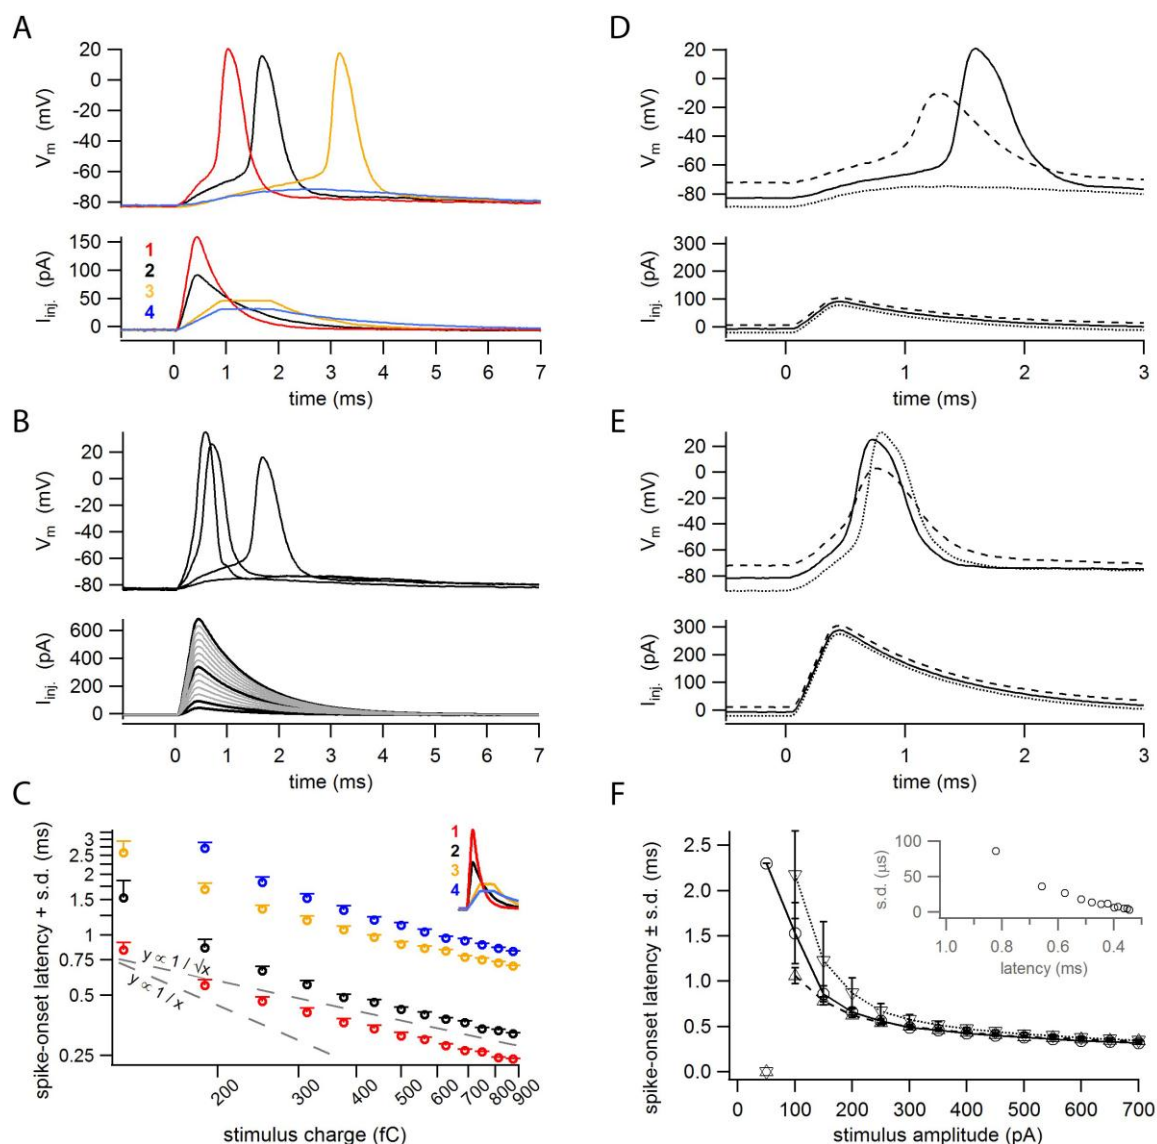 A
20
0
-20
-40
-60
-80
Vm (mV)
150
100
50
0
Iinj. (pA)
1
2
3
4
0 1 2 3 4 5 6 7
time (ms)
B
20
0
-20
-40
-60
-80
Vm (mV)
600
400
200
0
Iinj. (pA)
0 1 2 3 4 5 6 7
time (ms)
C
3
2.5
2
1.5
1
0.75
0.5
0.25
spike-onset latency + s.d. (ms)
y ∝ 1 / √x
y ∝ 1 / x
1
2
3
4
200 300 400 500 600 700 800 900
stimulus charge (fC)
D
20
0
-20
-40
-60
-80
Vm (mV)
300
200
100
0
Iinj. (pA)
0 1 2 3
time (ms)
E
20
0
-20
-40
-60
-80
Vm (mV)
300
200
100
0
Iinj. (pA)
0 1 2 3
time (ms)
F
2.5
2.0
1.5
1.0
0.5
0.0
spike-onset latency ± s.d. (ms)
100
50
0
s.d. (µs)
1.0 0.8 0.6 0.4
latency (ms)
0 100 200 300 400 500 600 700
stimulus amplitude (pA)